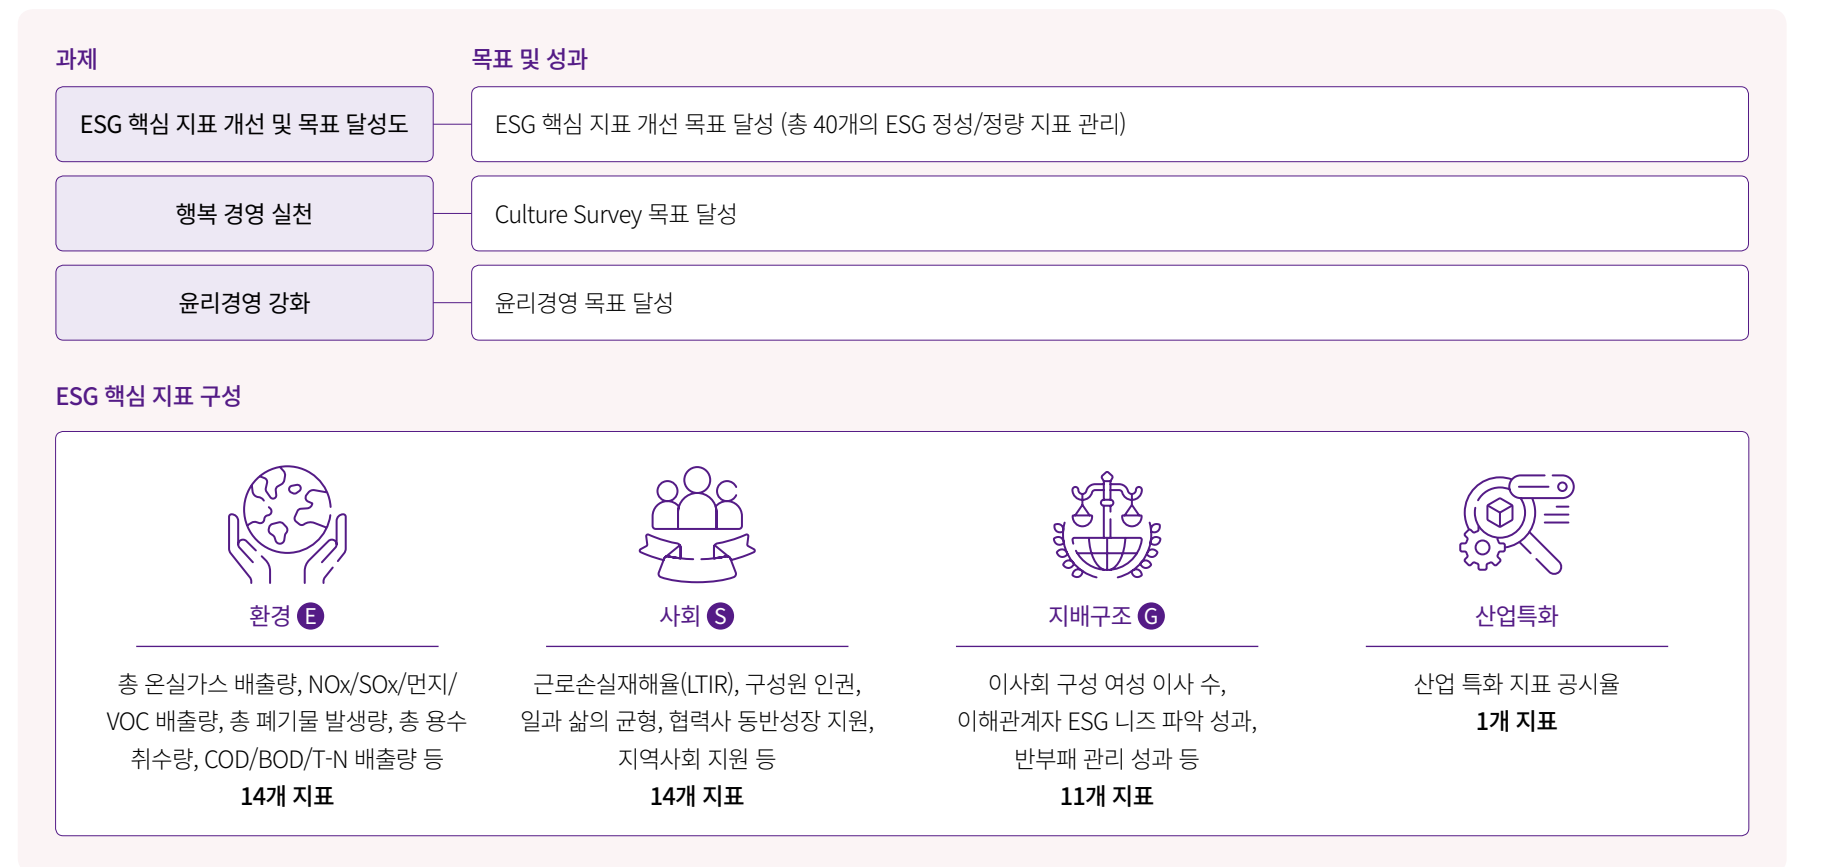 과제
목표 및 성과
ESG 핵심 지표 개선 및 목표 달성도
ESG 핵심 지표 개선 목표 달성 (총 40개의 ESG 정성/정량 지표 관리)
행복 경영 실천
Culture Survey 목표 달성
윤리경영 강화
윤리경영 목표 달성
ESG 핵심 지표 구성
환경 E
총 온실가스 배출량, NOx/SOx/먼지/
VOC 배출량, 총 폐기물 발생량, 총 용수
취수량, COD/BOD/T-N 배출량 등
14개 지표
사회 S
근로손실재해율(LTIR), 구성원 인권,
일과 삶의 균형, 협력사 동반성장 지원,
지역사회 지원 등
14개 지표
지배구조 G
이사회 구성 여성 이사 수,
이해관계자 ESG 니즈 파악 성과,
반부패 관리 성과 등
11개 지표
산업특화
산업 특화 지표 공시율
1개 지표